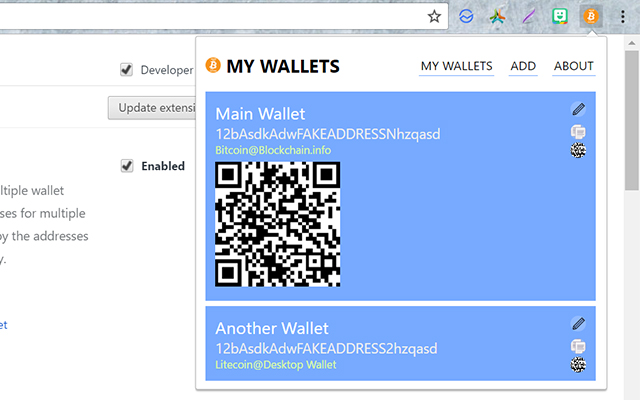 Developer
Update extensi
Enabled
ltiple wallet
ses for multiple
by the addresses
y.
et
MY WALLETS
MY WALLETS ADD ABOUT
Main Wallet
12bAsdkAdwFAKEADDRESSNhzqasd
Bitcoin@Blockchain.info
Another Wallet
12bAsdkAdwFAKEADDRESS2hzqasd
Litecoin@Desktop Wallet